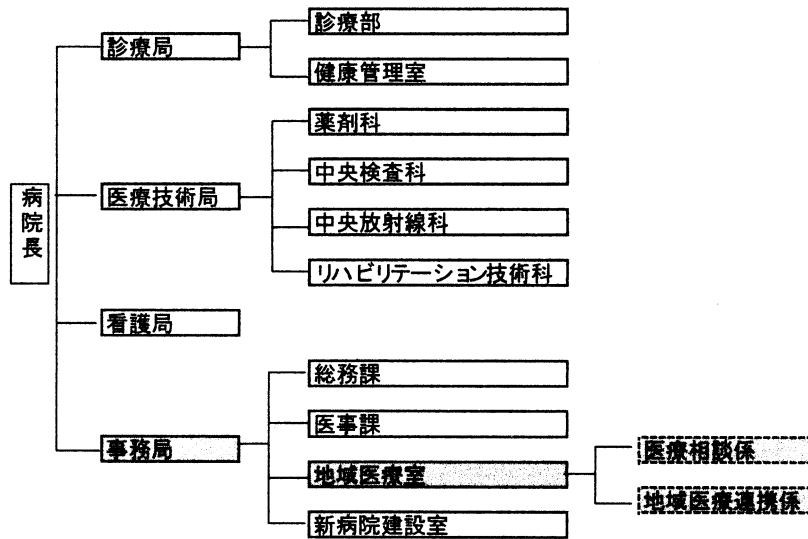 病院長
診療局
診療部
健康管理室
医療技術局
薬剤科
中央検査科
中央放射線科
リハビリテーション技術科
看護局
事務局
総務課
医事課
地域医療室
医療相談係
地域医療連携係
新病院建設室